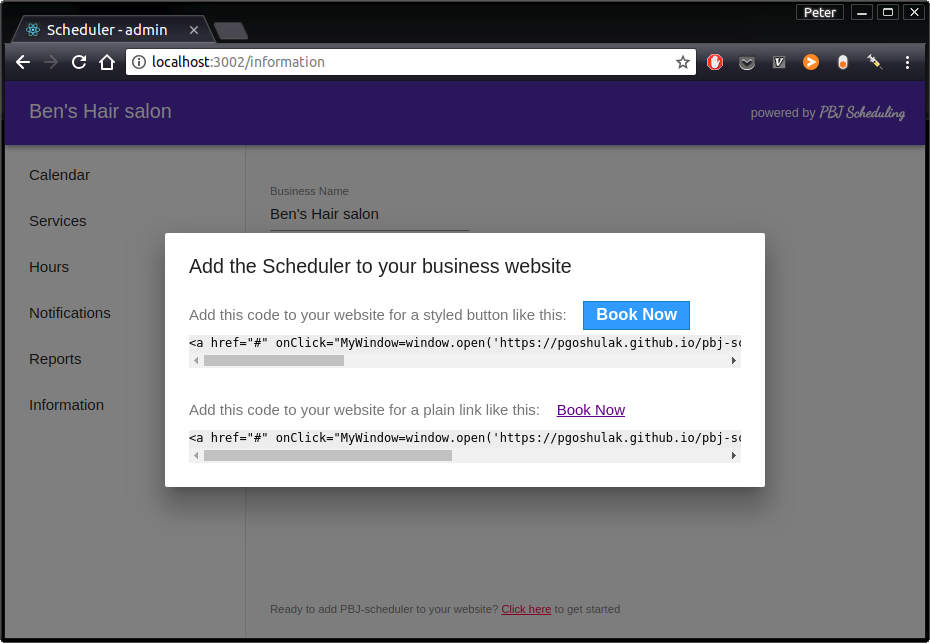 Peter
Scheduler - admin
localhost:3002/information
Ben's Hair salon
powered by PBJ Scheduling
Calendar
Services
Hours
Notifications
Reports
Information
Business Name
Ben's Hair salon
Add the Scheduler to your business website
Add this code to your website for a styled button like this: Book Now
<a href="#" onClick="MyWindow=window.open('https://pgoshulak.github.io/pbj-sc
Add this code to your website for a plain link like this: Book Now
<a href="#" onClick="MyWindow=window.open('https://pgoshulak.github.io/pbj-sc
Ready to add PBJ-scheduler to your website? Click here to get started